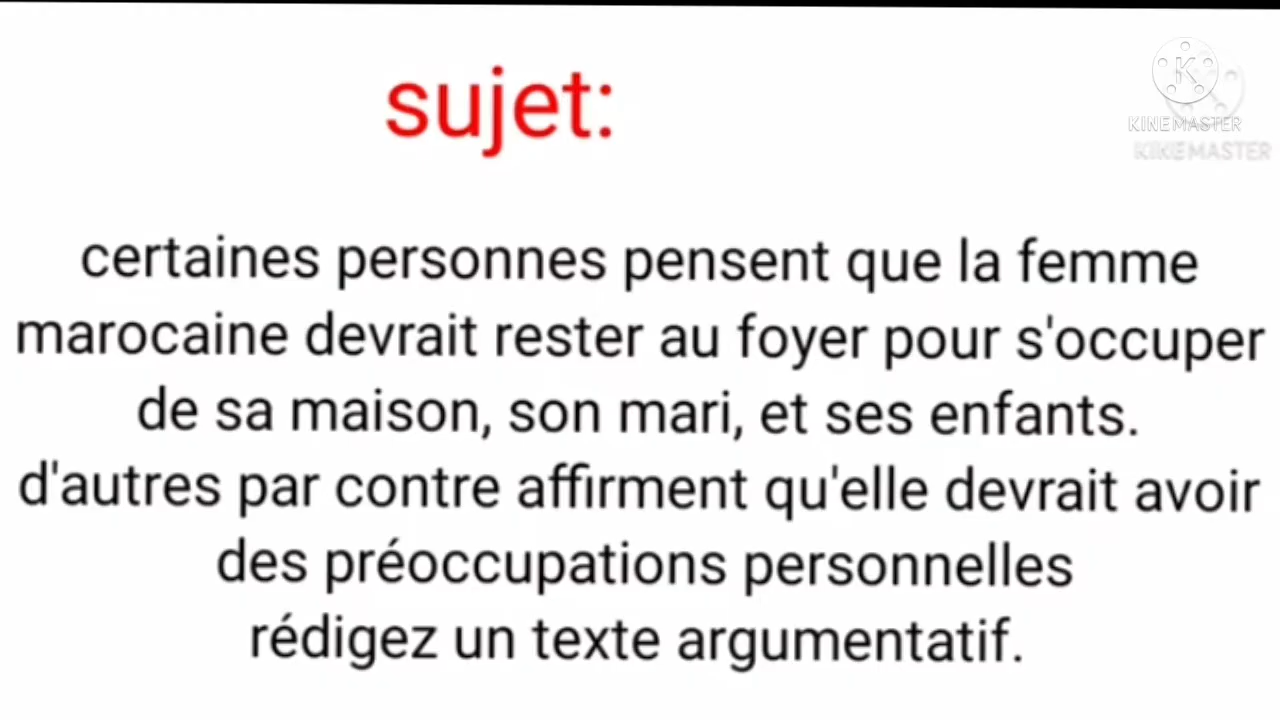 sujet:
KINEMASTER
KINEMASTER
certaines personnes pensent que la femme
marocaine devrait rester au foyer pour s'occuper
de sa maison, son mari, et ses enfants.
d'autres par contre affirment qu'elle devrait avoir
des préoccupations personnelles
rédigez un texte argumentatif.